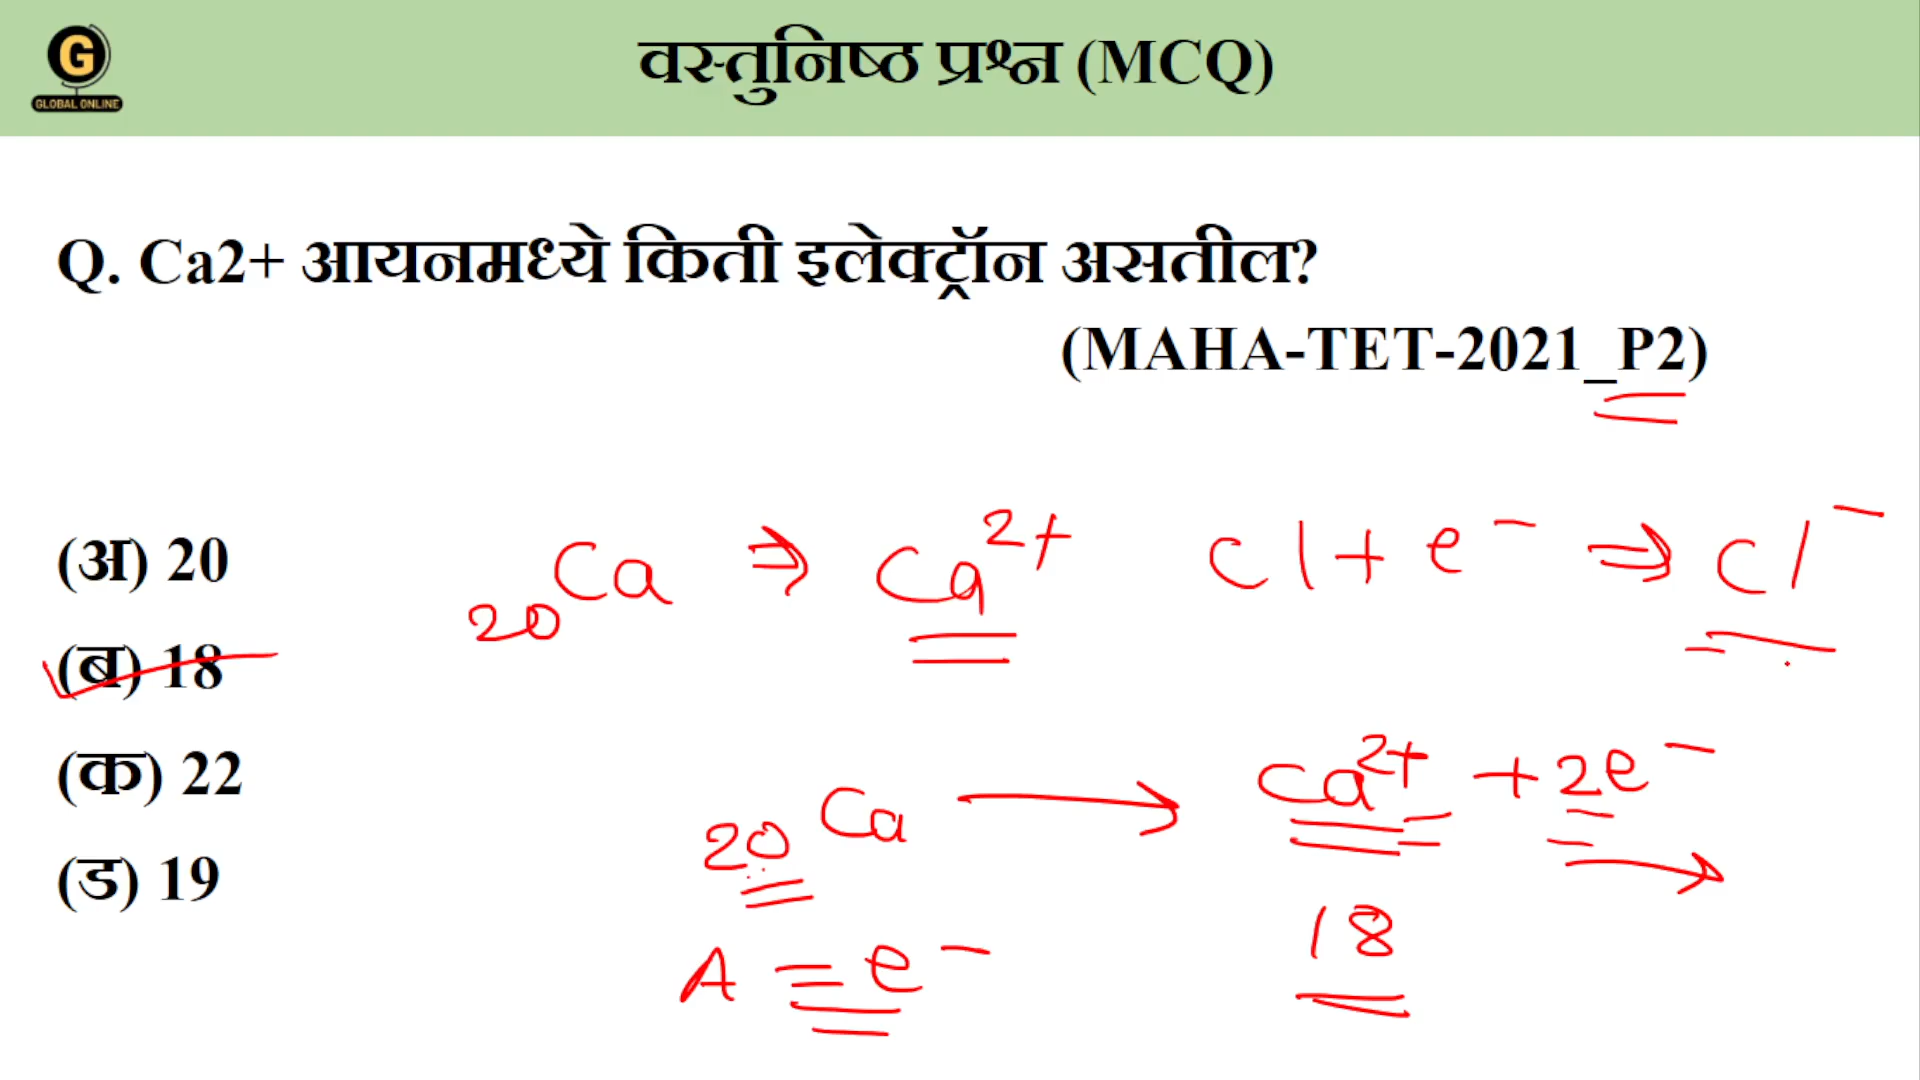 G
GLOBAL ONLINE
वस्तुनिष्ठ प्रश्न (MCQ)
Q. Ca2+ आयनमध्ये किती इलेक्ट्रॉन असतील?
(MAHA-TET-2021_P2)
(अ) 20
(ब) 18
(क) 22
(ड) 19
₂₀Ca ⇒ Ca²⁺
Cl + e⁻ ⇒ Cl⁻
₂₀Ca ⟶ Ca²⁺ + 2e⁻
18
A = e⁻